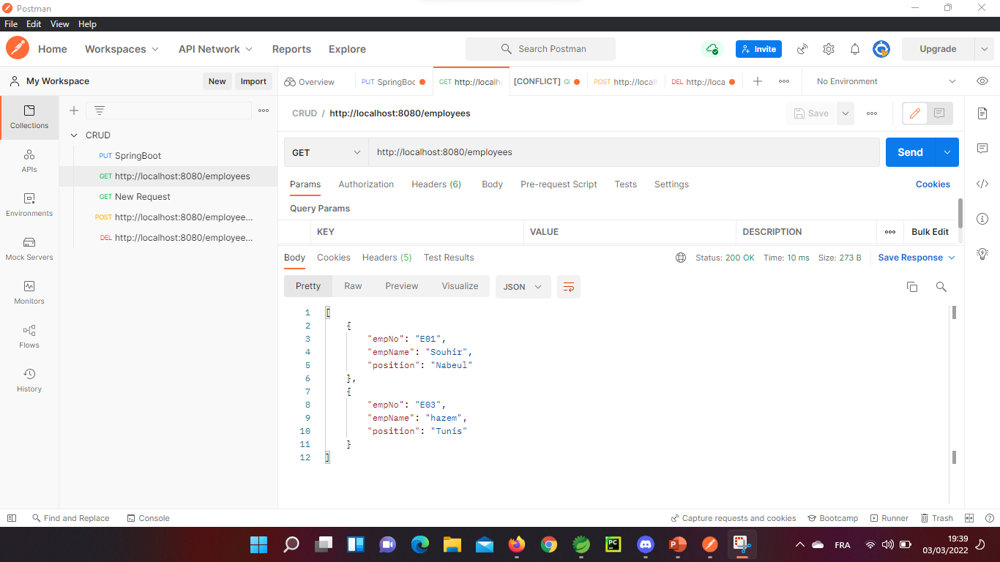 Postman
File Edit View Help
Home Workspaces API Network Reports Explore Search Postman Invite Upgrade
My Workspace New Import Overview PUT SpringBoo GET http://localh [CONFLICT] G POST http://local DEL http://loca No Environment
Collections
APIs
Environments
Mock Servers
Monitors
Flows
History
CRUD
PUT SpringBoot
GET http://localhost:8080/employees
GET New Request
POST http://localhost:8080/employee...
DEL http://localhost:8080/employee...
CRUD / http://localhost:8080/employees Save
GET http://localhost:8080/employees Send
Params Authorization Headers (6) Body Pre-request Script Tests Settings Cookies
Query Params
KEY VALUE DESCRIPTION Bulk Edit
Body Cookies Headers (5) Test Results Status: 200 OK Time: 10 ms Size: 273 B Save Response
Pretty Raw Preview Visualize JSON
1 [
2 {
3 "empNo": "E01",
4 "empName": "Souhir",
5 "position": "Nabeul"
6 },
7 {
8 "empNo": "E03",
9 "empName": "hazem",
10 "position": "Tunis"
11 }
12 ]
Find and Replace Console Capture requests and cookies Bootcamp Runner Trash
PC FRA 19:39
03/03/2022